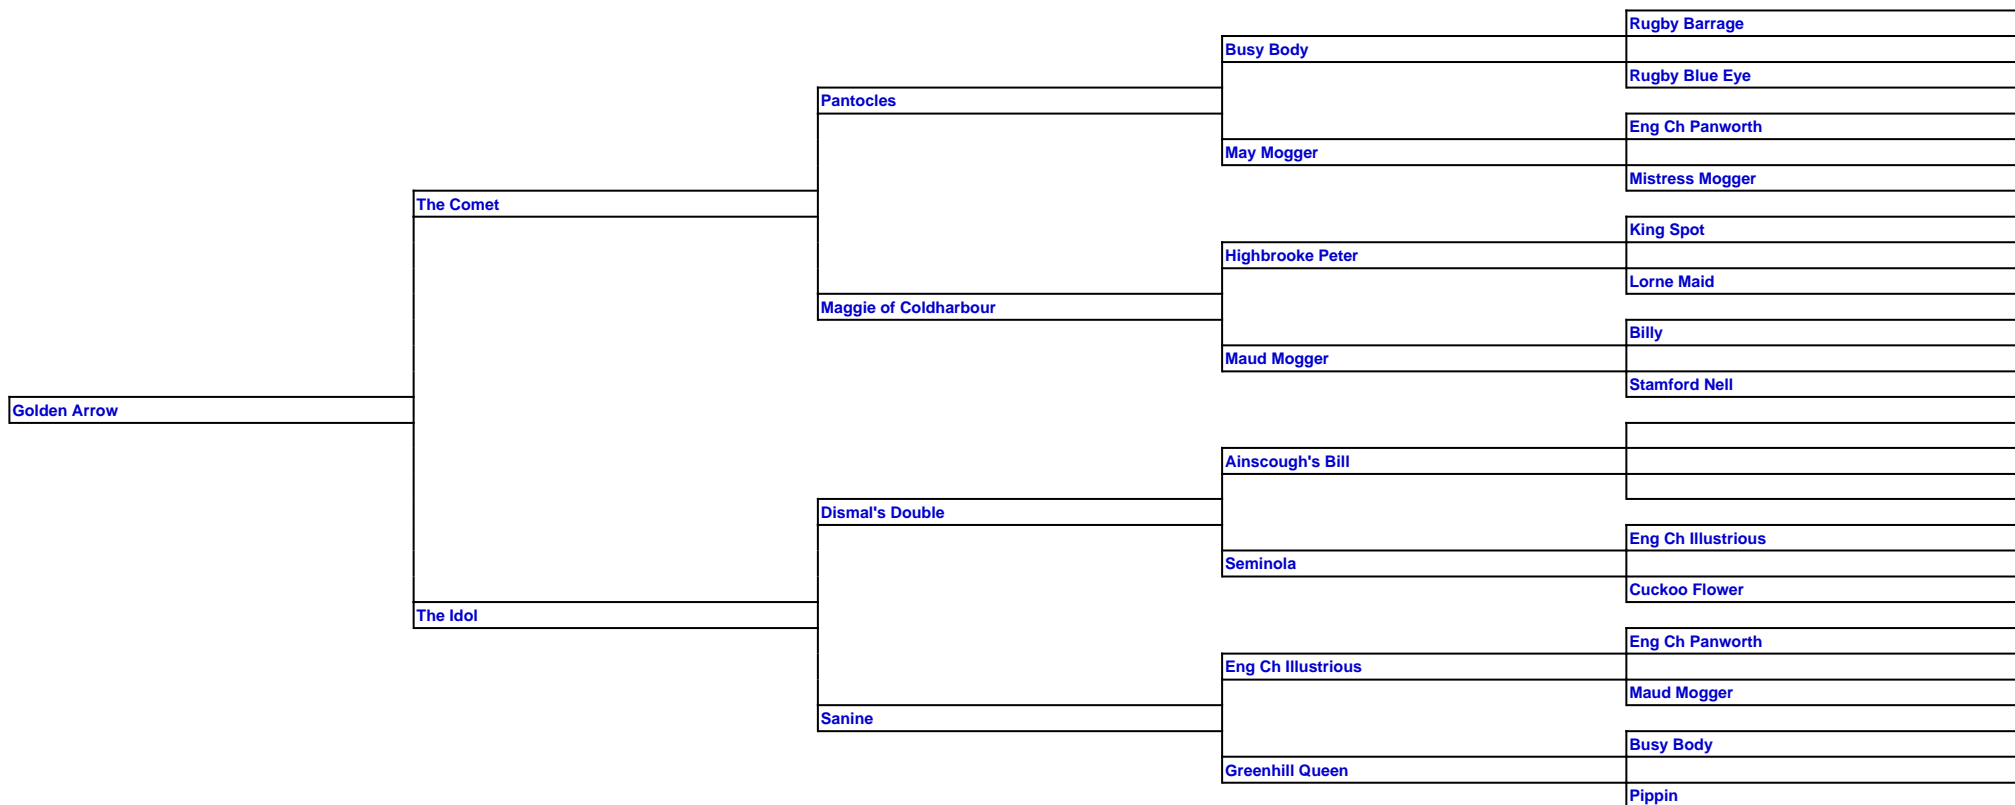 Rugby Barrage
Busy Body
Rugby Blue Eye
Pantocles
Eng Ch Panworth
May Mogger
Mistress Mogger
The Comet
King Spot
Highbrooke Peter
Lorne Maid
Maggie of Coldharbour
Billy
Maud Mogger
Stamford Nell
Golden Arrow
Ainscough's Bill
Dismal's Double
Eng Ch Illustrious
Seminola
Cuckoo Flower
The Idol
Eng Ch Panworth
Eng Ch Illustrious
Maud Mogger
Sanine
Busy Body
Greenhill Queen
Pippin